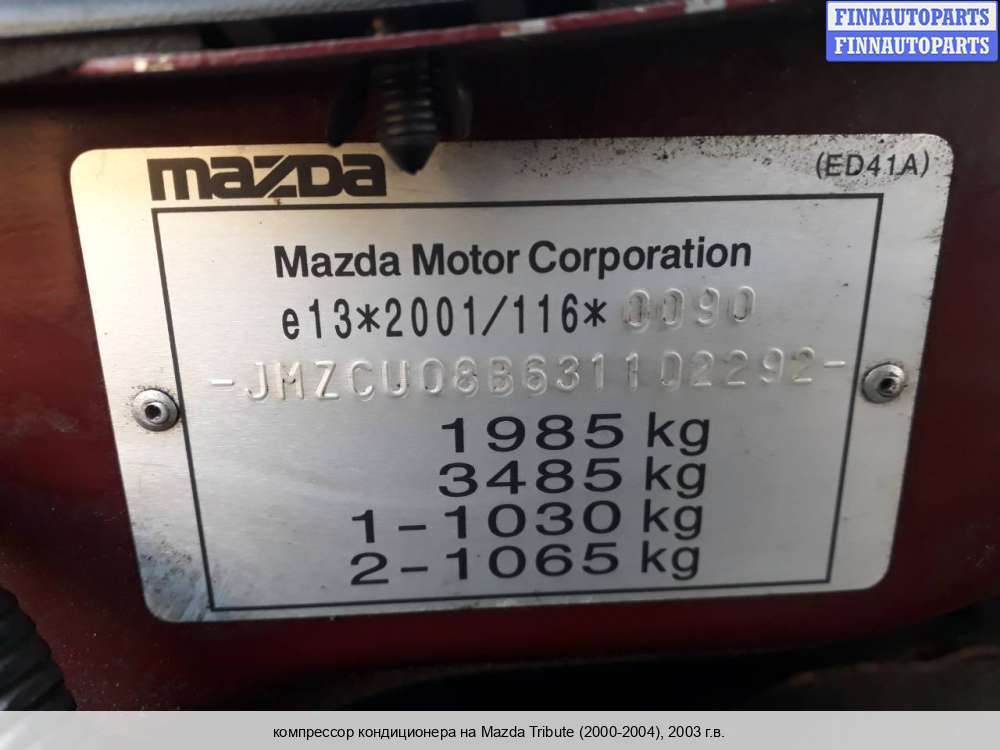 FINNAUTOPARTS
FINNAUTOPARTS
mazda (ED41A)
Mazda Motor Corporation
e13*2001/116*0090
-JMZCU08B631102292-
1985 kg
3485 kg
1-1030 kg
2-1065 kg
компрессор кондиционера на Mazda Tribute (2000-2004), 2003 г.в.